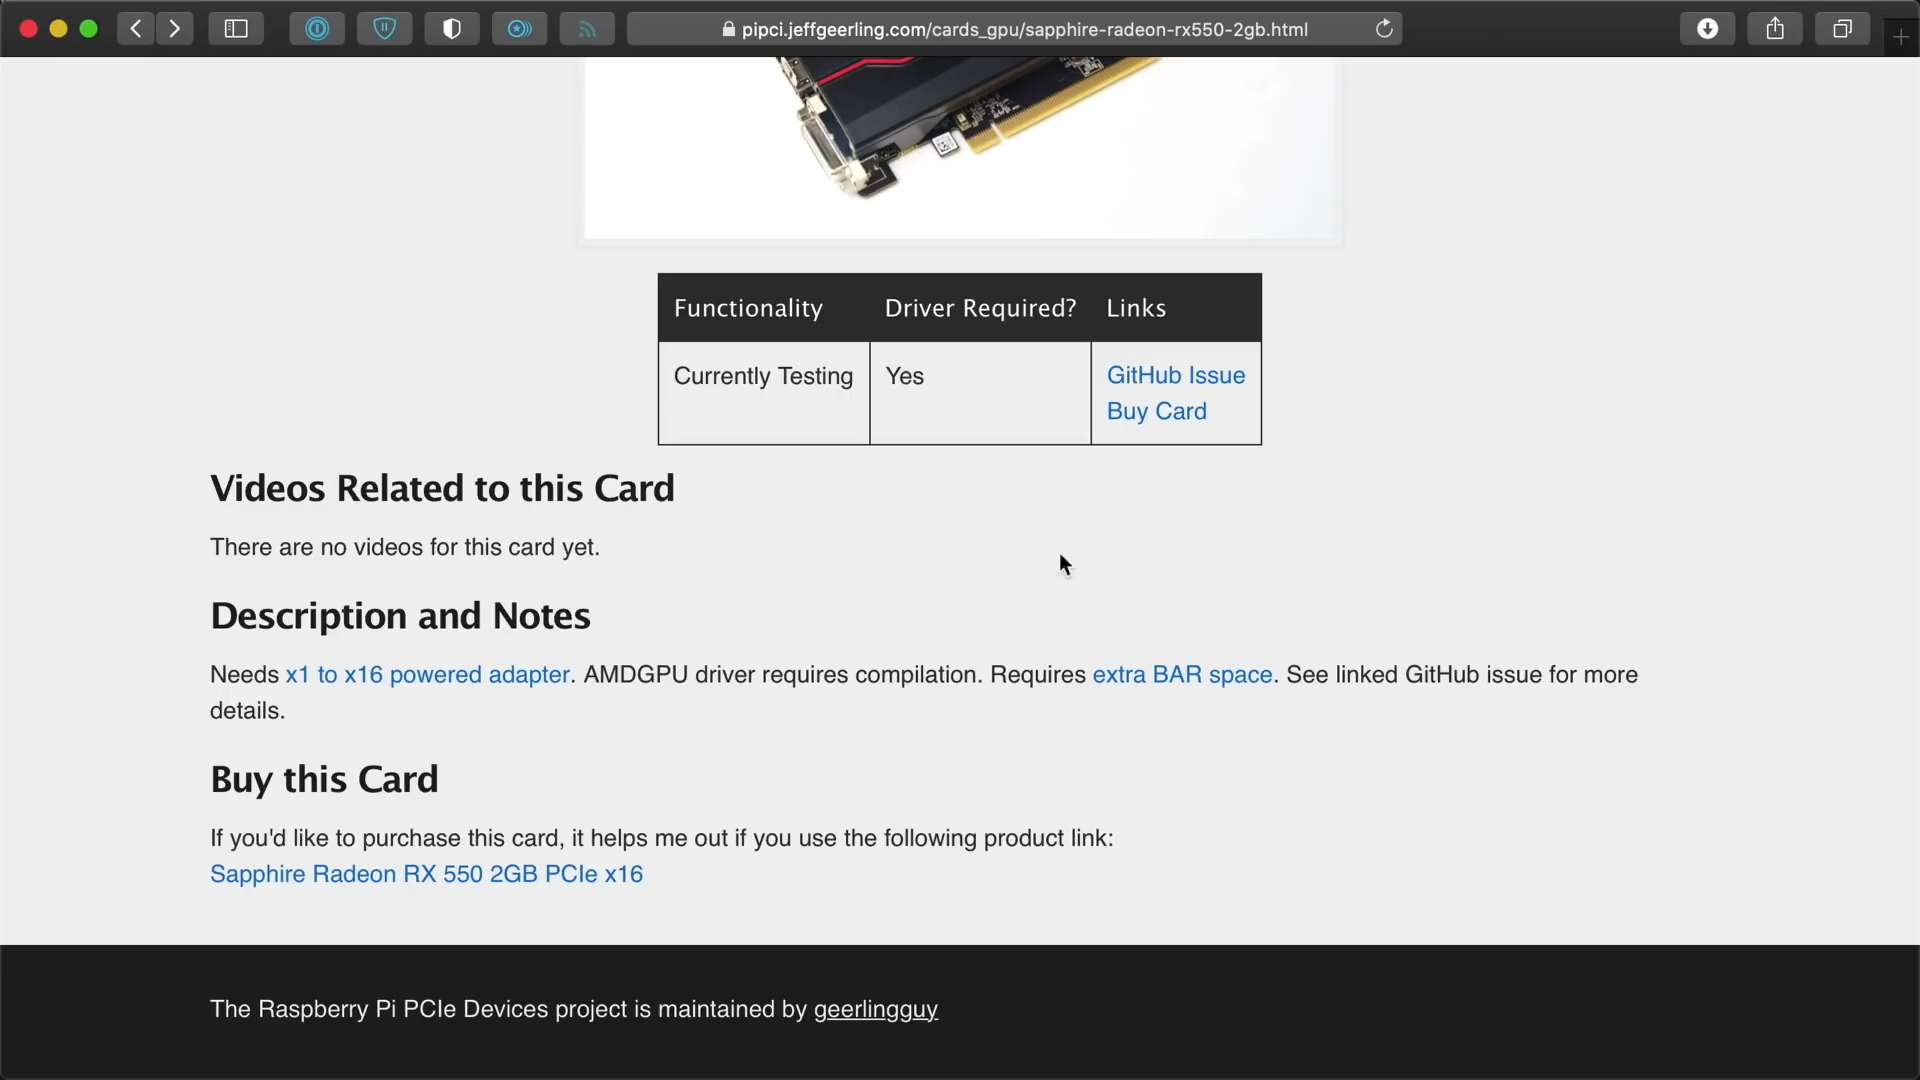 pipci.jeffgeerling.com/cards_gpu/sapphire-radeon-rx550-2gb.html
Functionality Driver Required? Links
Currently Testing Yes GitHub Issue
Buy Card
Videos Related to this Card
There are no videos for this card yet.
Description and Notes
Needs x1 to x16 powered adapter. AMDGPU driver requires compilation. Requires extra BAR space. See linked GitHub issue for more
details.
Buy this Card
If you'd like to purchase this card, it helps me out if you use the following product link:
Sapphire Radeon RX 550 2GB PCIe x16
The Raspberry Pi PCIe Devices project is maintained by geerlingguy